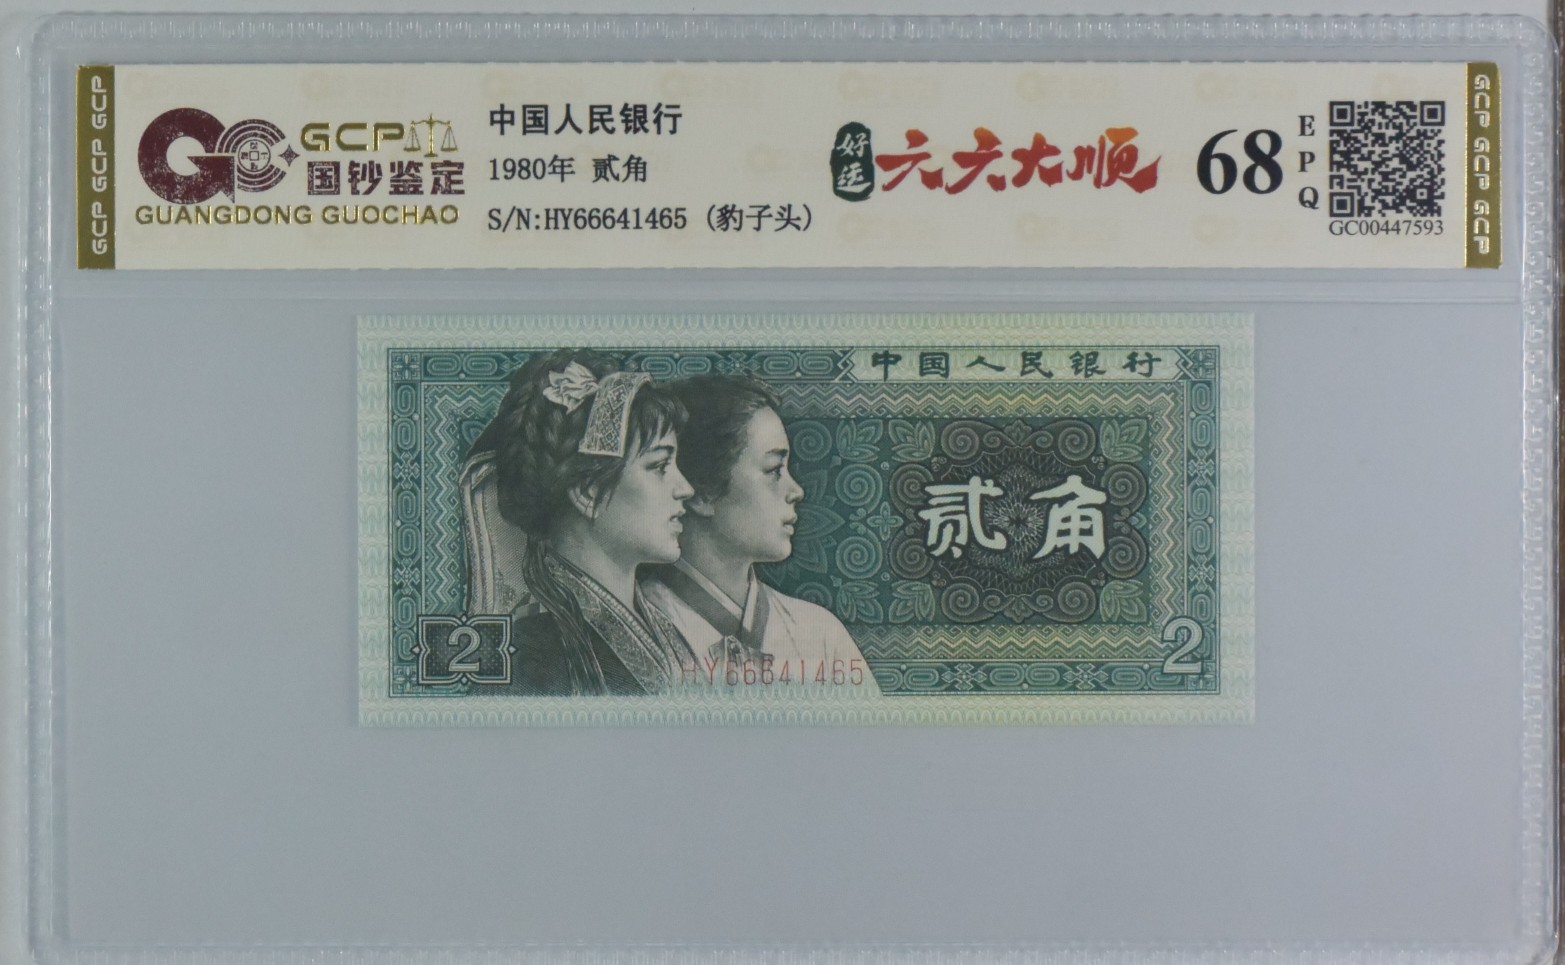 GCP GCP GCP
GCP
国钞鉴定
GUANGDONG GUOCHAO
中国人民银行
1980年 贰角
S/N:HY66641465 (豹子头)
好运
六六大顺
68
EPQ
GC00447593
GCP GCP GCP
中国人民银行
贰角
2
2
HY66641465